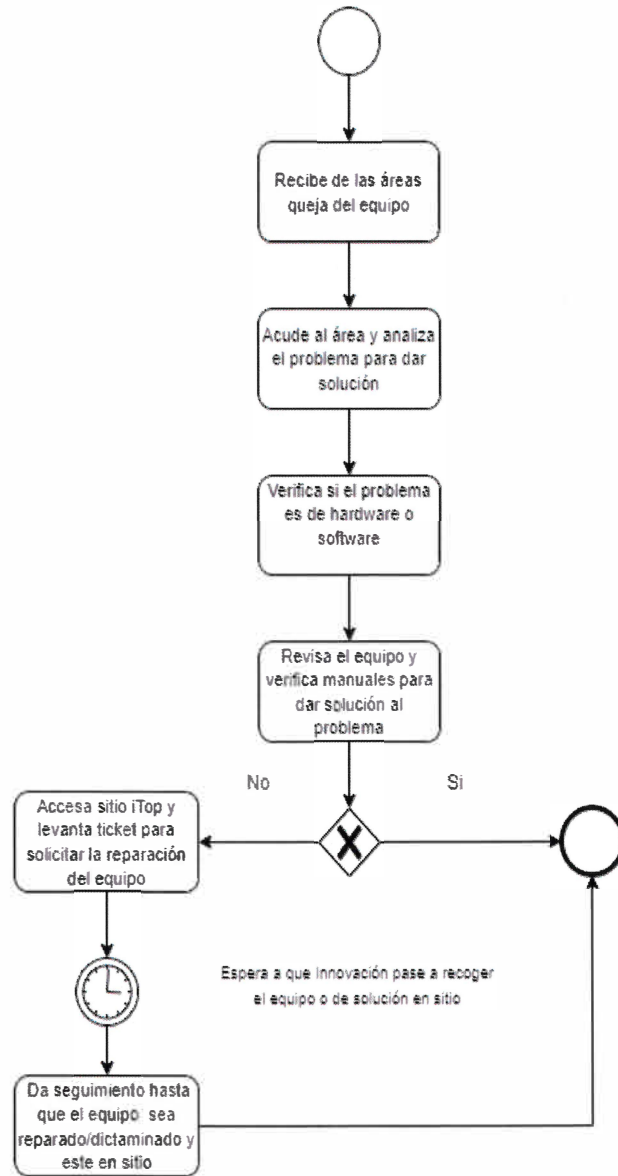 Recibe de las áreas
queja del equipo
Acude al área y analiza
el problema para dar
solución
Verifica si el problema
es de hardware o
software
Revisa el equipo y
verifica manuales para
dar solución al
problema
No
Si
Accesa sitio iTop y
levanta ticket para
solicitar la reparación
del equipo
Espera a que Innovación pase a recoger
el equipo o de solución en sitio
Da seguimiento hasta
que el equipo sea
reparado/dictaminado y
este en sitio